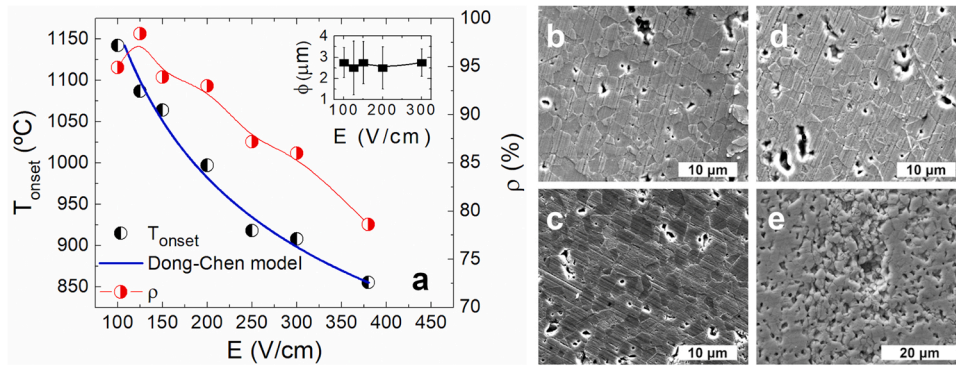 a
T_onset (ºC)
1150
1100
1050
1000
950
900
850
100 150 200 250 300 350 400 450
E (V/cm)
ρ (%)
100
95
90
85
80
75
70
T_onset
Dong-Chen model
ρ
a
ϕ (µm)
4
3
2
1
100 200 300
E (V/cm)
b
10 µm
d
10 µm
c
10 µm
e
20 µm